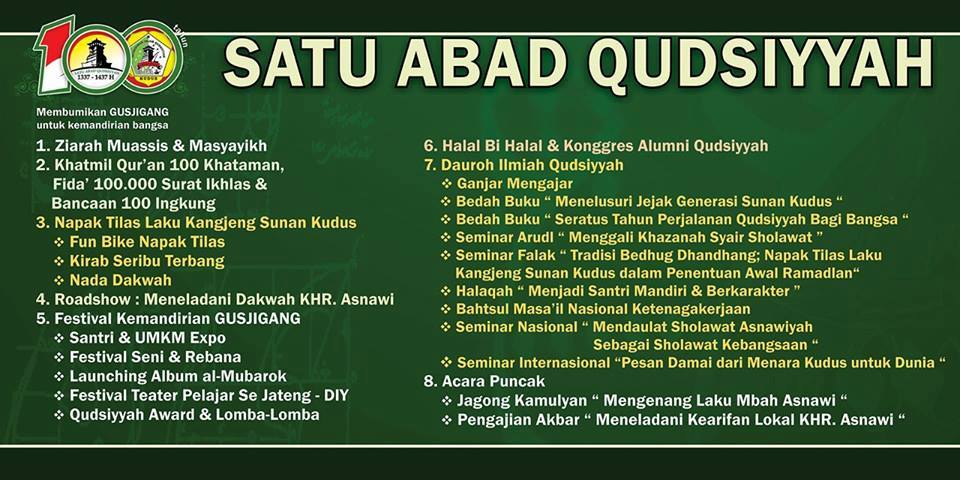 100 tahun
SATU ABAD QUDSIYYAH
1337 - 1437 H
KUDUS
SATU ABAD QUDSIYYAH
Membumikan GUSJIGANG
untuk kemandirian bangsa
1. Ziarah Muassis & Masyayikh
2. Khatmil Qur'an 100 Khataman,
Fida' 100.000 Surat Ikhlas &
Bancaan 100 Ingkung
3. Napak Tilas Laku Kangjeng Sunan Kudus
❖ Fun Bike Napak Tilas
❖ Kirab Seribu Terbang
❖ Nada Dakwah
4. Roadshow : Meneladani Dakwah KHR. Asnawi
5. Festival Kemandirian GUSJIGANG
❖ Santri & UMKM Expo
❖ Festival Seni & Rebana
❖ Launching Album al-Mubarok
❖ Festival Teater Pelajar Se Jateng - DIY
❖ Qudsiyyah Award & Lomba-Lomba
6. Halal Bi Halal & Konggres Alumni Qudsiyyah
7. Dauroh Ilmiah Qudsiyyah
❖ Ganjar Mengajar
❖ Bedah Buku “ Menelusuri Jejak Generasi Sunan Kudus “
❖ Bedah Buku “ Seratus Tahun Perjalanan Qudsiyyah Bagi Bangsa “
❖ Seminar Arudl “ Menggali Khazanah Syair Sholawat ”
❖ Seminar Falak “ Tradisi Bedhug Dhandhang; Napak Tilas Laku
Kangjeng Sunan Kudus dalam Penentuan Awal Ramadlan“
❖ Halaqah “ Menjadi Santri Mandiri & Berkarakter ”
❖ Bahtsul Masa'il Nasional Ketenagakerjaan
❖ Seminar Nasional “ Mendaulat Sholawat Asnawiyah
Sebagai Sholawat Kebangsaan “
❖ Seminar Internasional “Pesan Damai dari Menara Kudus untuk Dunia “
8. Acara Puncak
❖ Jagong Kamulyan “ Mengenang Laku Mbah Asnawi “
❖ Pengajian Akbar “ Meneladani Kearifan Lokal KHR. Asnawi “